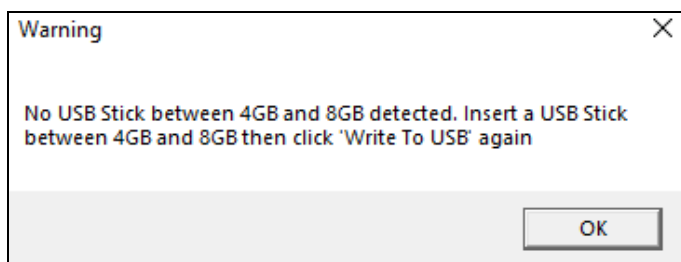 Warning
No USB Stick between 4GB and 8GB detected. Insert a USB Stick
between 4GB and 8GB then click 'Write To USB' again
OK